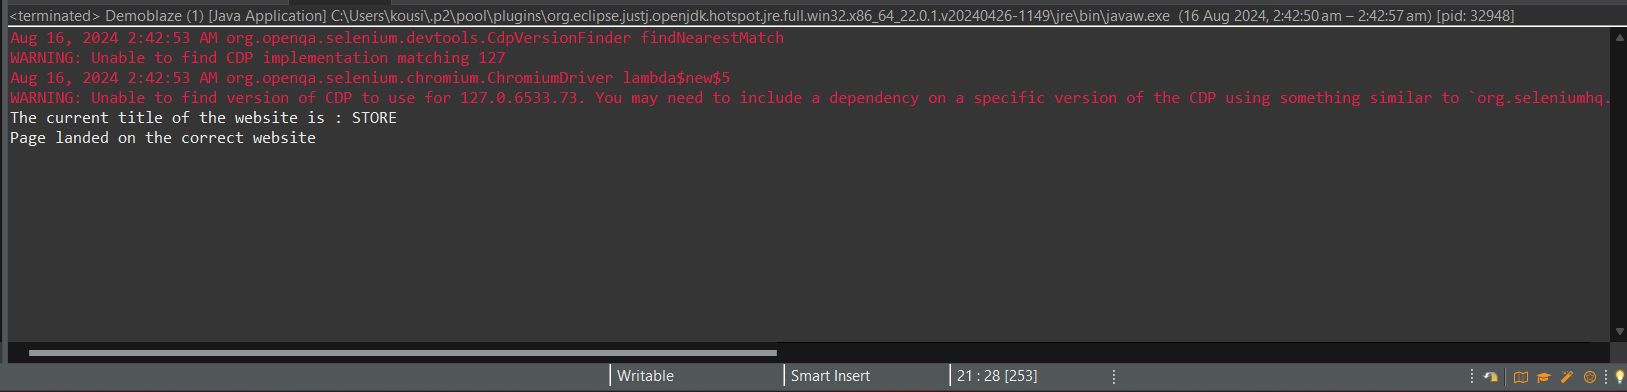 <terminated> Demoblaze (1) [Java Application] C:\Users\kousi\.p2\pool\plugins\org.eclipse.justj.openjdk.hotspot.jre.full.win32.x86_64_22.0.1.v20240426-1149\jre\bin\javaw.exe (16 Aug 2024, 2:42:50 am – 2:42:57 am) [pid: 32948]
Aug 16, 2024 2:42:53 AM org.openqa.selenium.devtools.CdpVersionFinder findNearestMatch
WARNING: Unable to find CDP implementation matching 127
Aug 16, 2024 2:42:53 AM org.openqa.selenium.chromium.ChromiumDriver lambda$new$5
WARNING: Unable to find version of CDP to use for 127.0.6533.73. You may need to include a dependency on a specific version of the CDP using something similar to `org.seleniumhq.
The current title of the website is : STORE
Page landed on the correct website
Writable Smart Insert 21 : 28 [253]